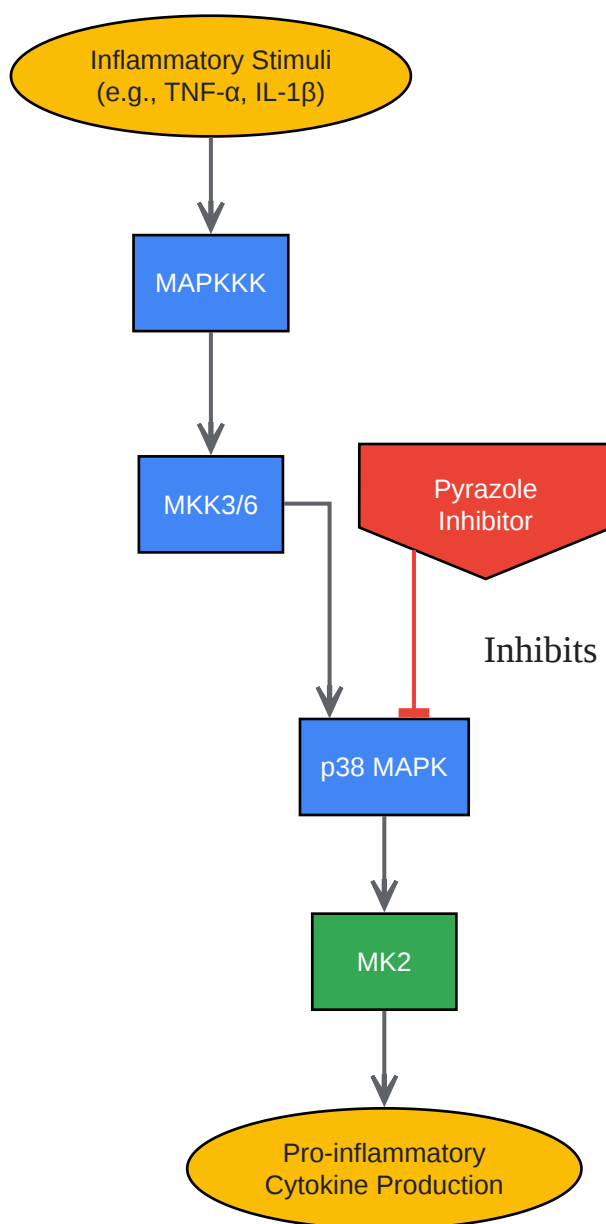 Inflammatory Stimuli
(e.g., TNF-α, IL-1β)
MAPKKK
MKK3/6
Pyrazole
Inhibitor
Inhibits
p38 MAPK
MK2
Pro-inflammatory
Cytokine Production